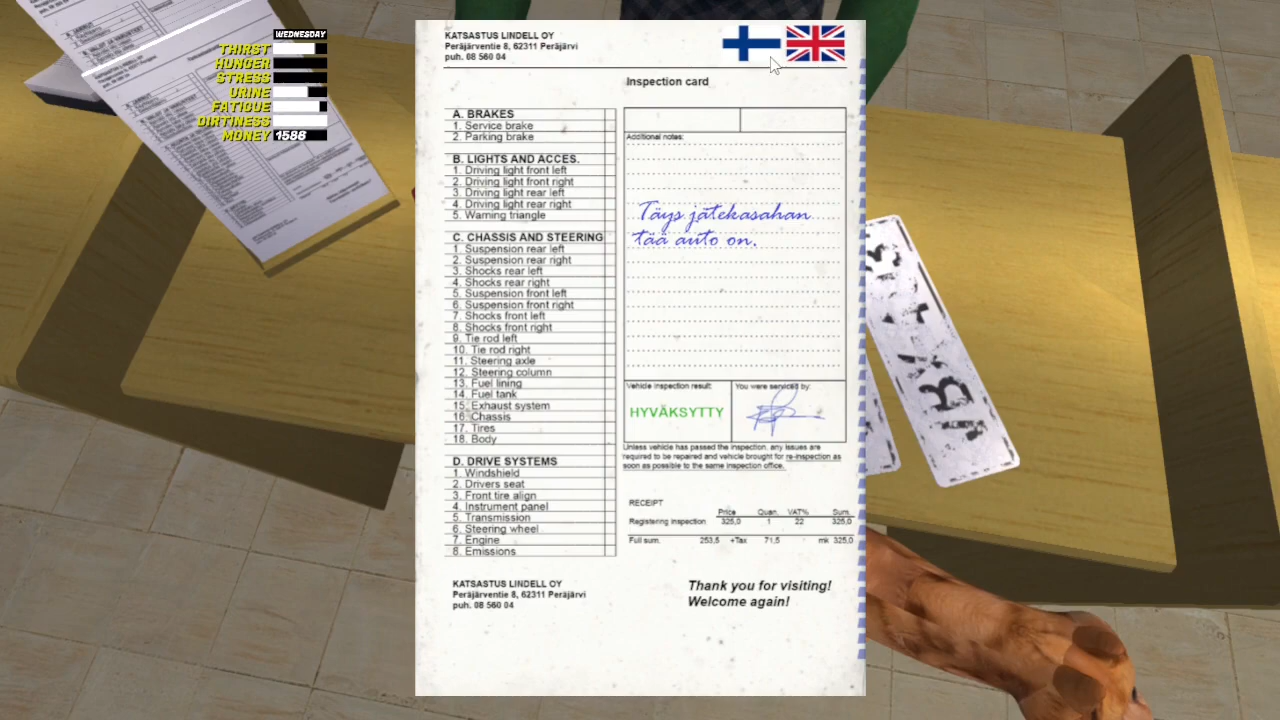 WEDNESDAY
THIRST
HUNGER
STRESS
URINE
FATIGUE
DIRTINESS
MONEY 1586
KATSASTUS LINDELL OY
Peräjärventie 8, 62311 Peräjärvi
puh. 08 560 04
Inspection card
A. BRAKES
1. Service brake
2. Parking brake
B. LIGHTS AND ACCES.
1. Driving light front left
2. Driving light front right
3. Driving light rear left
4. Driving light rear right
5. Warning triangle
C. CHASSIS AND STEERING
1. Suspension rear left
2. Suspension rear right
3. Shocks rear left
4. Shocks rear right
5. Suspension front left
6. Suspension front right
7. Shocks front left
8. Shocks front right
9. Tie rod left
10. Tie rod right
11. Steering axle
12. Steering column
13. Fuel lining
14. Fuel tank
15. Exhaust system
16. Chassis
17. Tires
18. Body
D. DRIVE SYSTEMS
1. Windshield
2. Drivers seat
3. Front tire align
4. Instrument panel
5. Transmission
6. Steering wheel
7. Engine
8. Emissions
Additional notes:
Täys jätekasahan
tää auto on.
Vehicle inspection result:
HYVÄKSYTTY
You were serviced by:
Unless vehicle has passed the inspection, any issues are
required to be repaired and vehicle brought for re-inspection as
soon as possible to the same inspection office.
RECEIPT
Price Quan. VAT% Sum.
Registering inspection 325,0 1 22 325,0
Full sum. 253,5 +Tax 71,5 mk 325,0
KATSASTUS LINDELL OY
Peräjärventie 8, 62311 Peräjärvi
puh. 08 560 04
Thank you for visiting!
Welcome again!